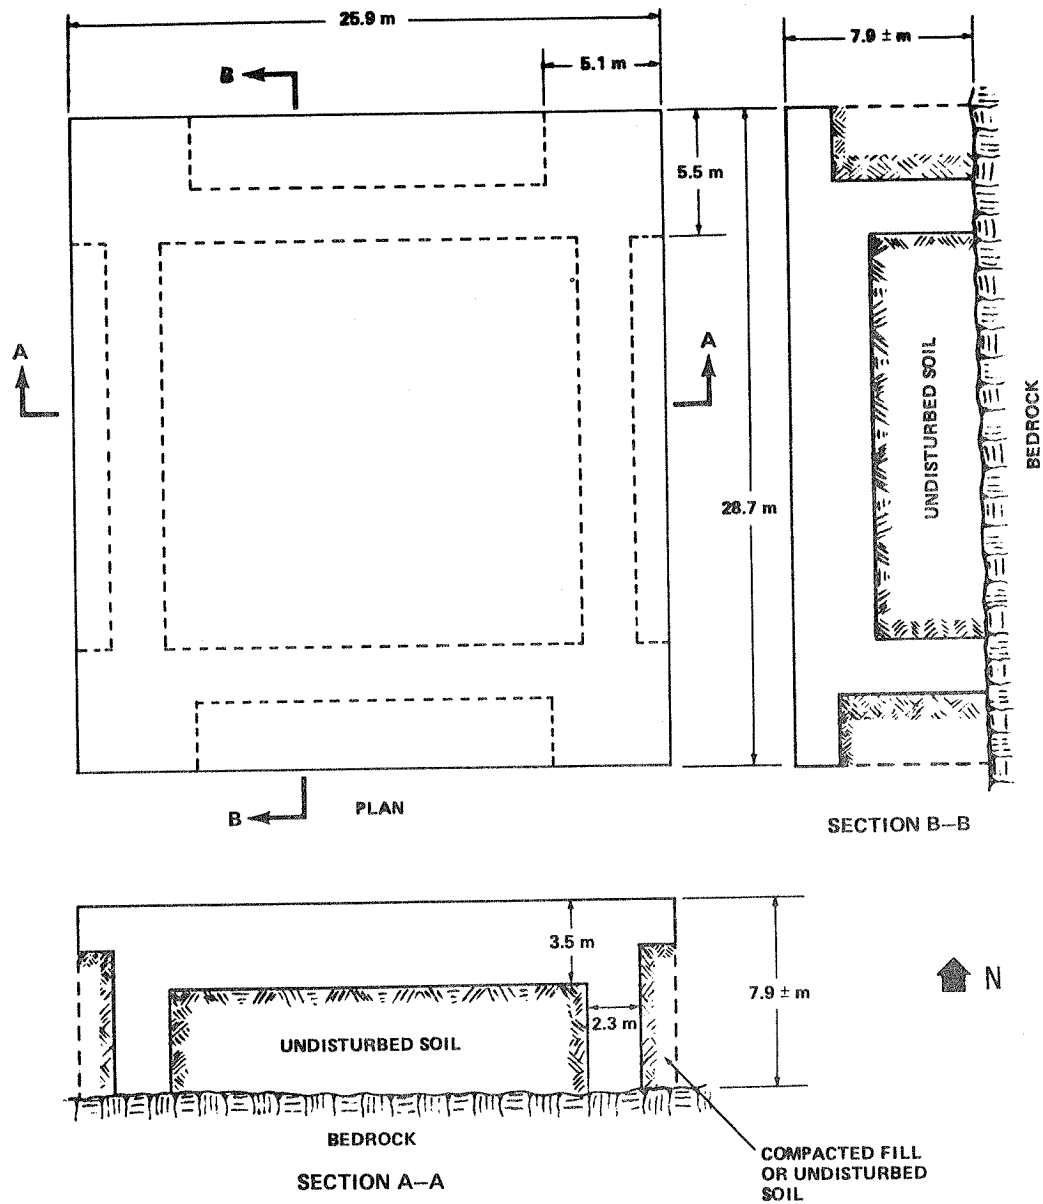 25.9 m
7.9 ± m
B
5.1 m
5.5 m
A
A
UNDISTURBED SOIL
BEDROCK
28.7 m
B
PLAN
SECTION B–B
3.5 m
7.9 ± m
N
2.3 m
UNDISTURBED SOIL
BEDROCK
SECTION A–A
COMPACTED FILL
OR UNDISTURBED
SOIL